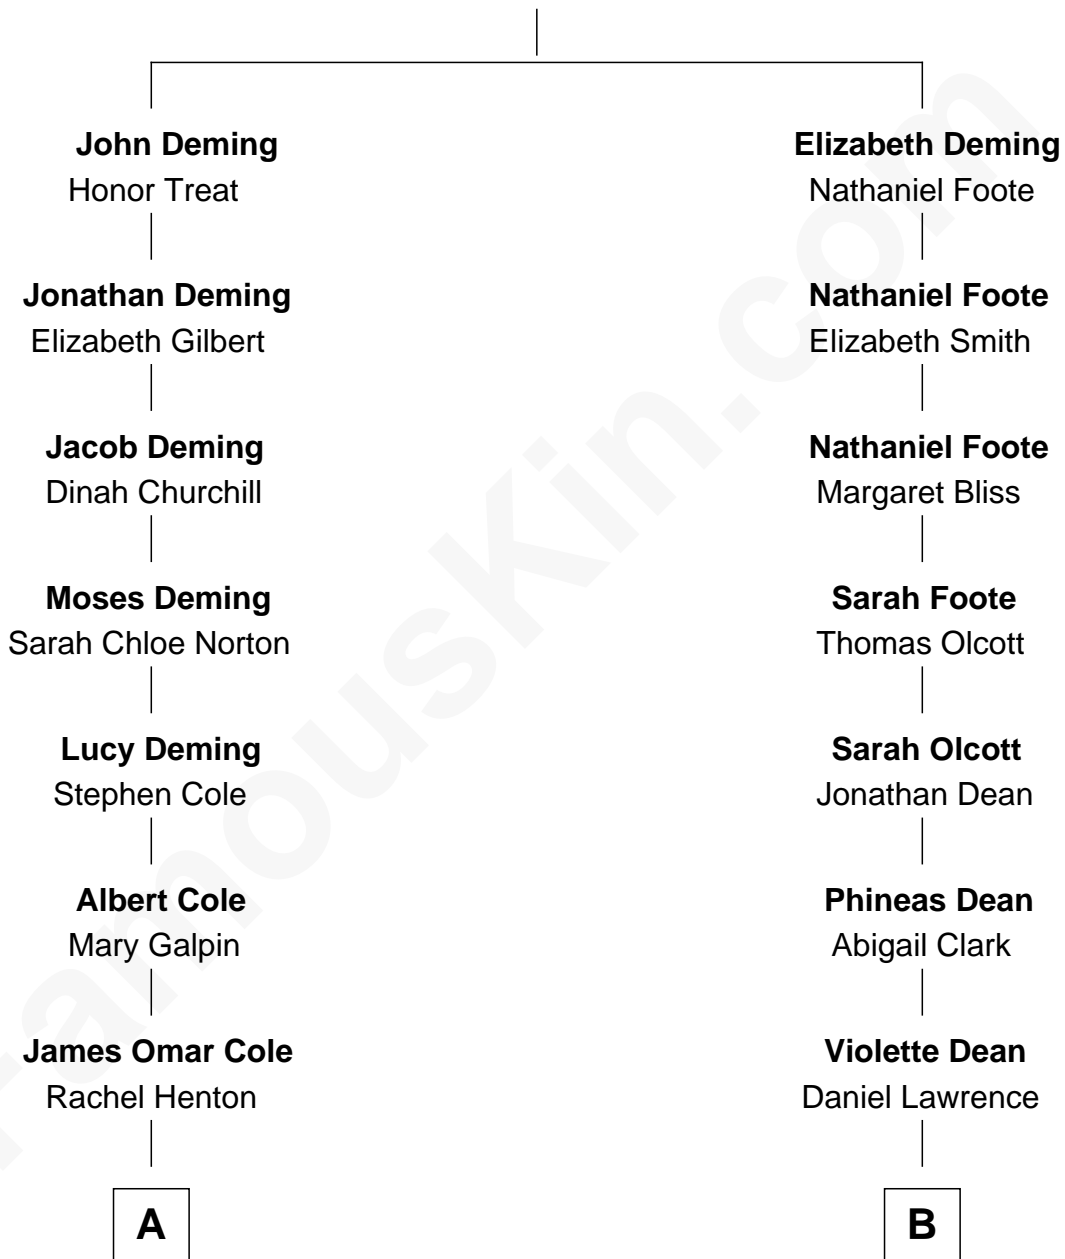 John Deming
Honor Treat
Jonathan Deming
Elizabeth Gilbert
Jacob Deming
Dinah Churchill
Moses Deming
Sarah Chloe Norton
Lucy Deming
Stephen Cole
Albert Cole
Mary Galpin
James Omar Cole
Rachel Henton
A
Elizabeth Deming
Nathaniel Foote
Nathaniel Foote
Elizabeth Smith
Nathaniel Foote
Margaret Bliss
Sarah Foote
Thomas Olcott
Sarah Olcott
Jonathan Dean
Phineas Dean
Abigail Clark
Violette Dean
Daniel Lawrence
B
FamousKin.com